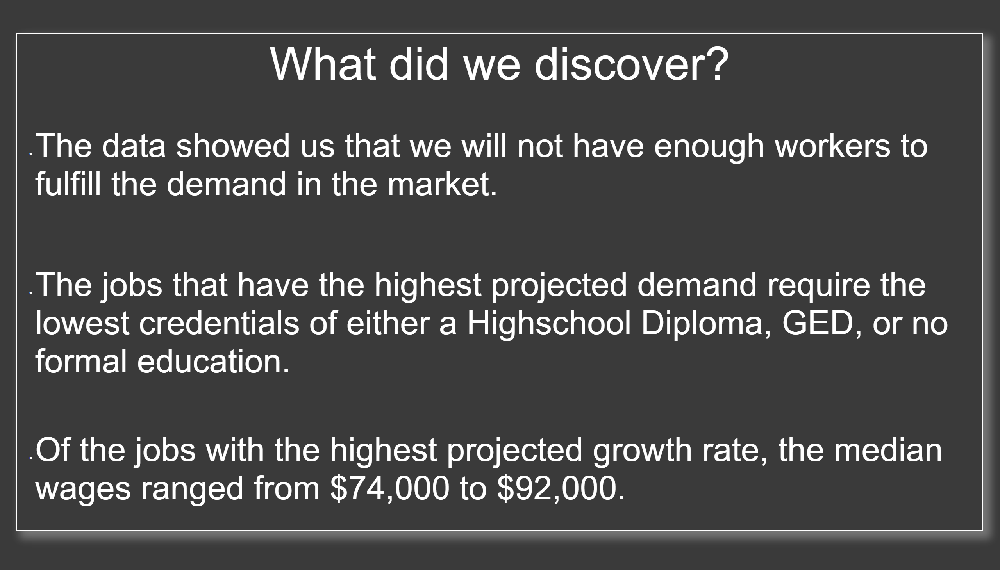 What did we discover?
. The data showed us that we will not have enough workers to
fulfill the demand in the market.
. The jobs that have the highest projected demand require the
lowest credentials of either a Highschool Diploma, GED, or no
formal education.
. Of the jobs with the highest projected growth rate, the median
wages ranged from $74,000 to $92,000.